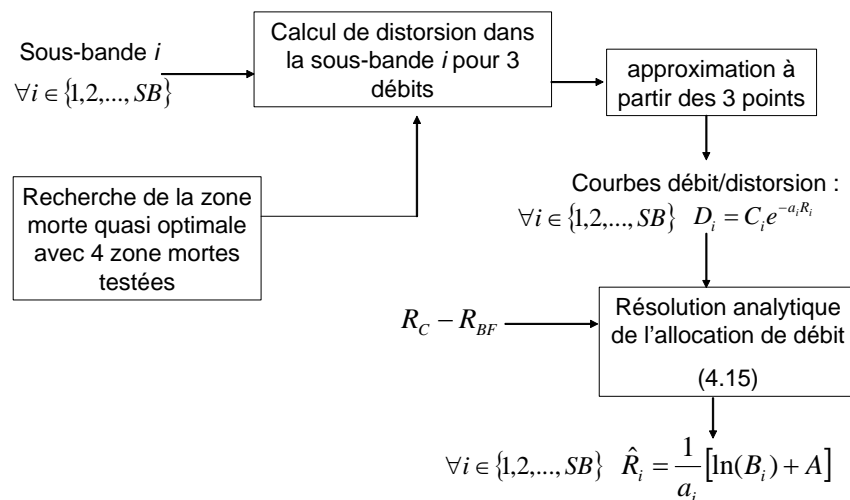 Sous-bande i
∀i ∈ {1,2,..., SB}
Calcul de distorsion dans
la sous-bande i pour 3
débits
approximation à
partir des 3 points
Recherche de la zone
morte quasi optimale
avec 4 zone mortes
testées
Courbes débit/distorsion :
∀i ∈ {1,2,..., SB} D_i = C_i e^{-a_i R_i}
R_C − R_{BF}
Résolution analytique
de l'allocation de débit
(4.15)
∀i ∈ {1,2,..., SB} R̂_i = \frac{1}{a_i} [ln(B_i) + A]